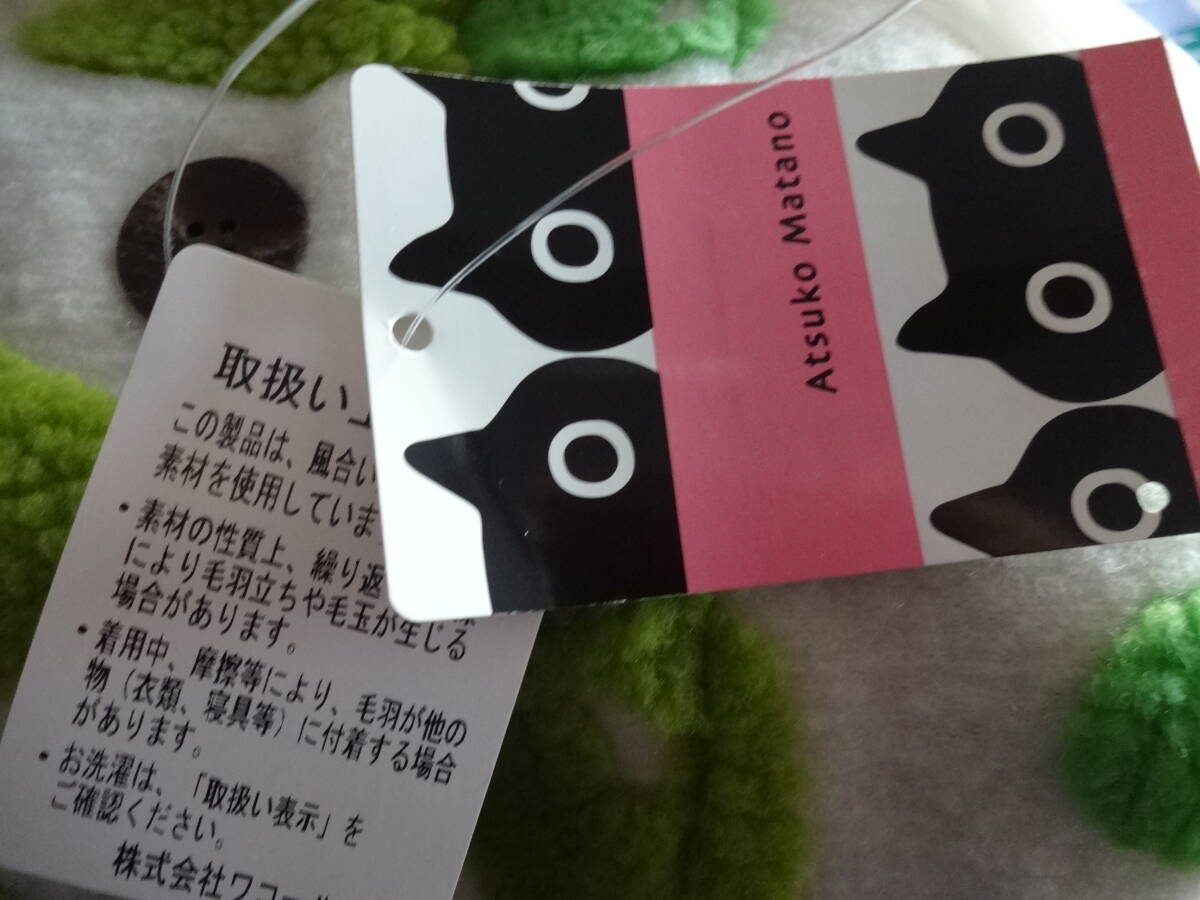 Atsuko Matano
取扱い上
この製品は、風合い
素材を使用していま
・素材の性質上、繰り返
により毛羽立ちや毛玉が生じる
場合があります。
・着用中、摩擦等により、毛羽が他の
物（衣類、寝具等）に付着する場合
があります。
・お洗濯は、「取扱い表示」を
ご確認ください。
株式会社ワコー